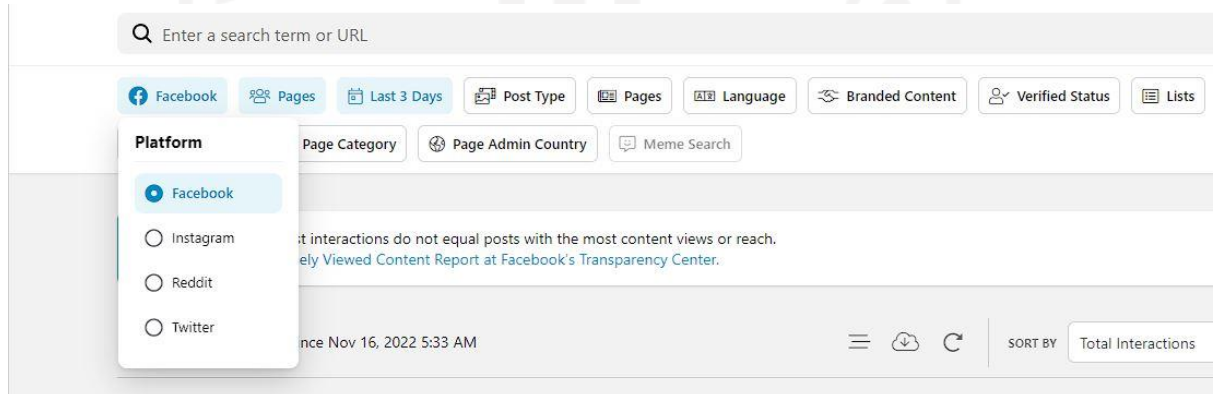 Enter a search term or URL
Facebook Pages Last 3 Days Post Type Pages Language Branded Content Verified Status Lists
Platform Page Category Page Admin Country Meme Search
Facebook
Instagram
st interactions do not equal posts with the most content views or reach.
ely Viewed Content Report at Facebook's Transparency Center.
Reddit
Twitter
nce Nov 16, 2022 5:33 AM SORT BY Total Interactions